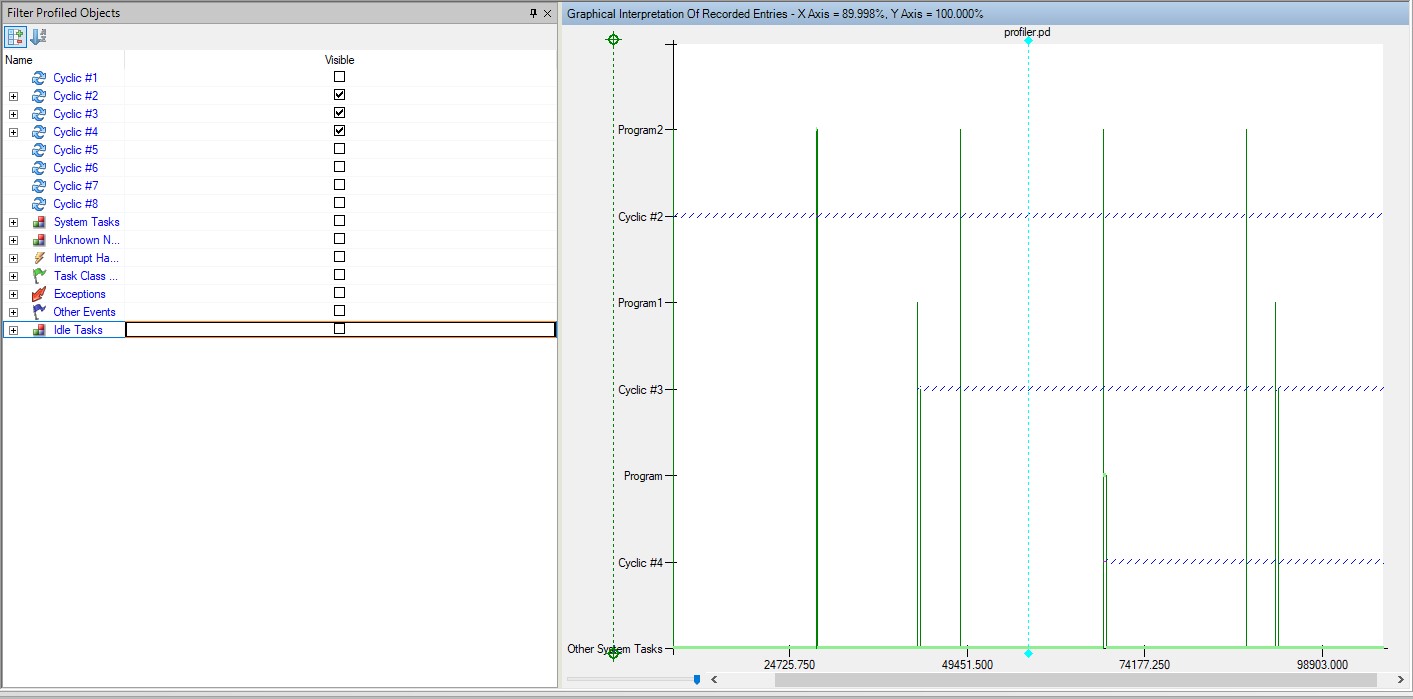 Filter Profiled Objects
Name Visible
Cyclic #1
Cyclic #2
Cyclic #3
Cyclic #4
Cyclic #5
Cyclic #6
Cyclic #7
Cyclic #8
System Tasks
Unknown N...
Interrupt Ha...
Task Class ...
Exceptions
Other Events
Idle Tasks
Graphical Interpretation Of Recorded Entries - X Axis = 89.998%, Y Axis = 100.000%
profiler.pd
Program2
Cyclic #2
Program1
Cyclic #3
Program
Cyclic #4
Other System Tasks
24725.750 49451.500 74177.250 98903.000